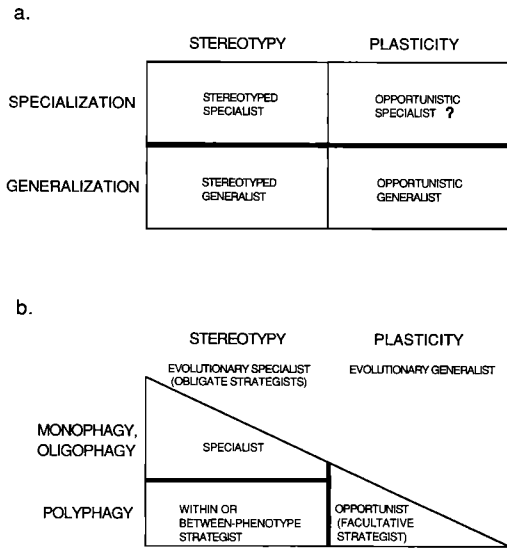 a.
STEREOTYPY PLASTICITY
SPECIALIZATION
STEREOTYPED
SPECIALIST
OPPORTUNISTIC
SPECIALIST ?
GENERALIZATION
STEREOTYPED
GENERALIST
OPPORTUNISTIC
GENERALIST
b.
STEREOTYPY PLASTICITY
EVOLUTIONARY SPECIALIST
(OBLIGATE STRATEGISTS)
EVOLUTIONARY GENERALIST
MONOPHAGY,
OLIGOPHAGY
SPECIALIST
POLYPHAGY
WITHIN OR
BETWEEN-PHENOTYPE
STRATEGIST
OPPORTUNIST
(FACULTATIVE
STRATEGIST)